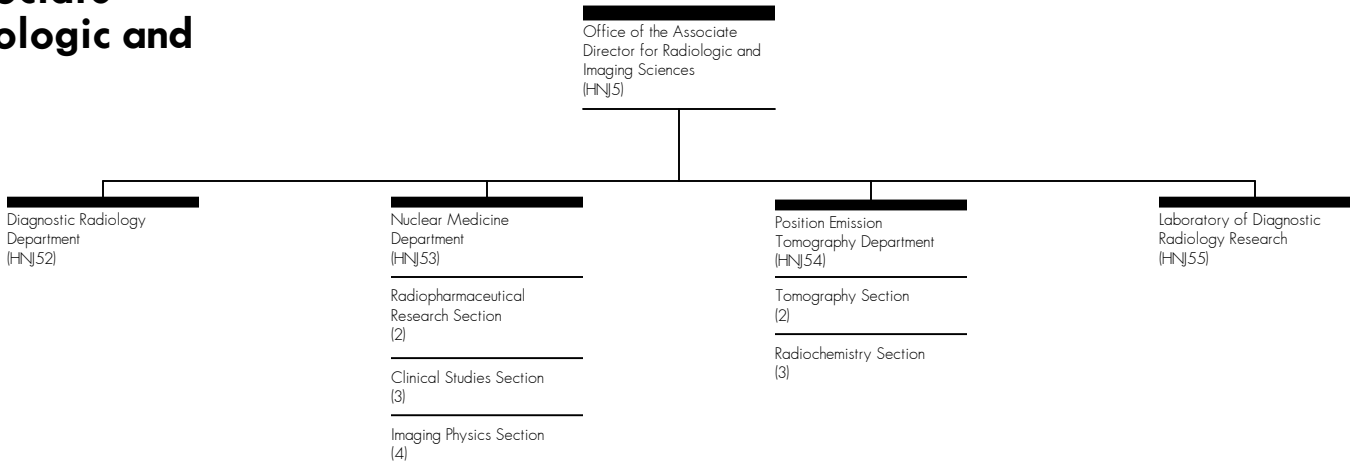 ologic and
Office of the Associate
Director for Radiologic and
Imaging Sciences
(HNJ5)
Diagnostic Radiology
Department
(HNJ52)
Nuclear Medicine
Department
(HNJ53)
Radiopharmaceutical
Research Section
(2)
Clinical Studies Section
(3)
Imaging Physics Section
(4)
Position Emission
Tomography Department
(HNJ54)
Tomography Section
(2)
Radiochemistry Section
(3)
Laboratory of Diagnostic
Radiology Research
(HNJ55)